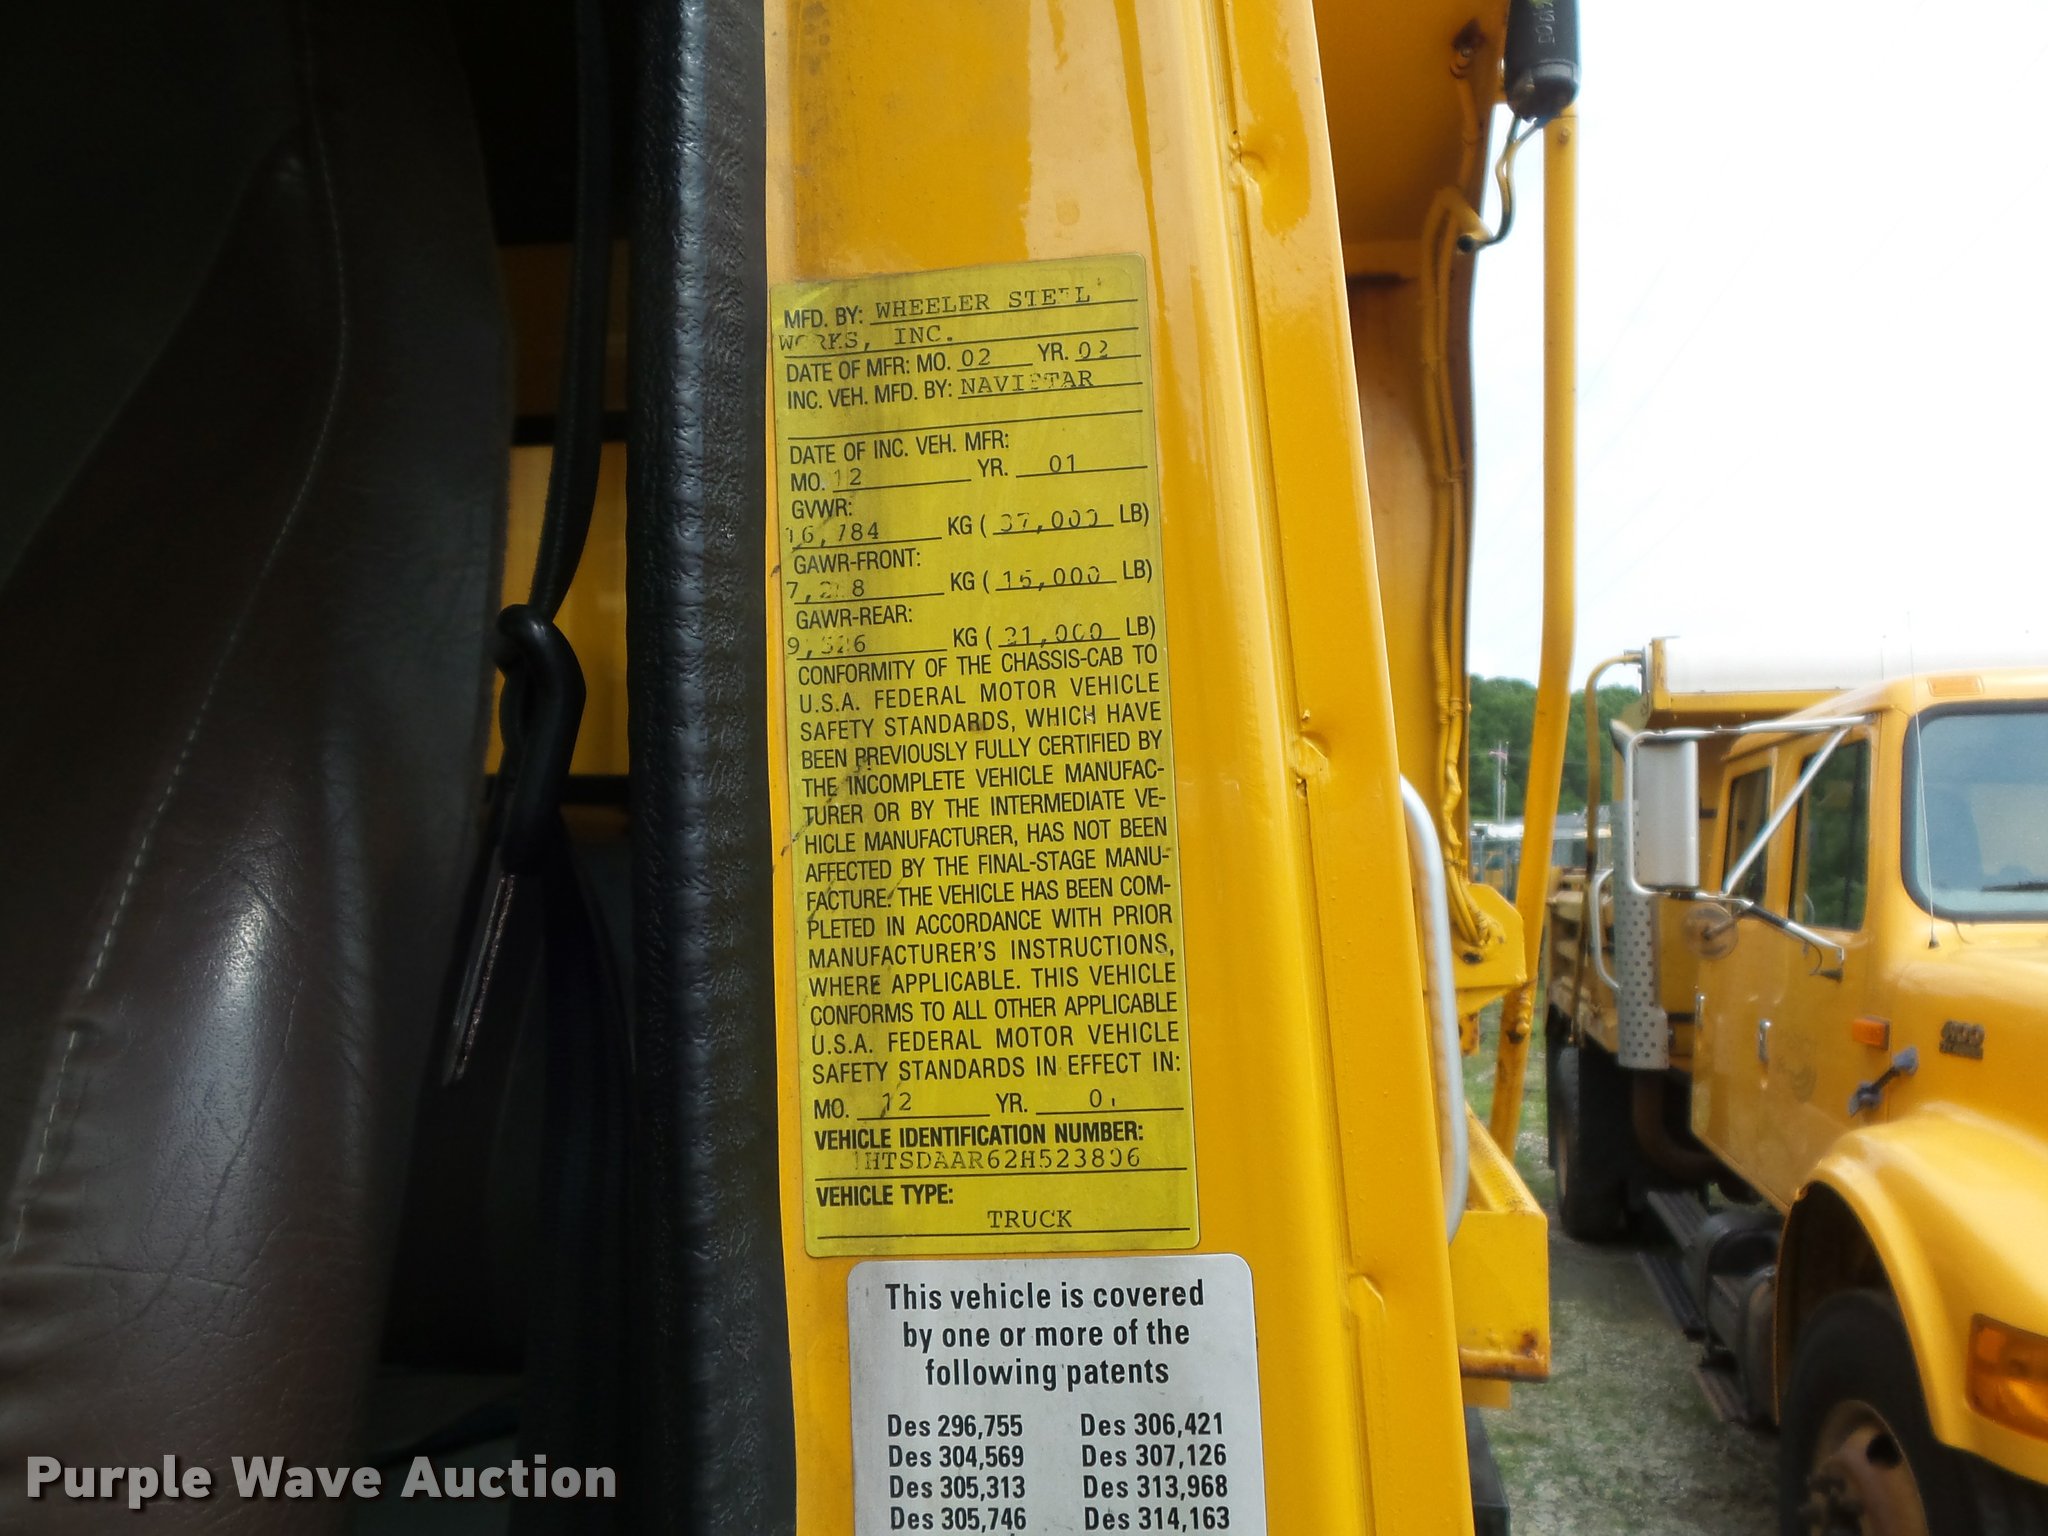 MFD. BY: WHEELER STEEL
WORKS, INC.
DATE OF MFR: MO. 02 YR. 02
INC. VEH. MFD. BY: NAVISTAR
DATE OF INC. VEH. MFR:
MO. 12 YR. 01
GVWR:
16,784 KG ( 37,000 LB)
GAWR-FRONT:
KG ( 16,000 LB)
GAWR-REAR:
KG ( 21,000 LB)
CONFORMITY OF THE CHASSIS-CAB TO
U.S.A. FEDERAL MOTOR VEHICLE
SAFETY STANDARDS, WHICH HAVE
BEEN PREVIOUSLY FULLY CERTIFIED BY
THE INCOMPLETE VEHICLE MANUFAC-
TURER OR BY THE INTERMEDIATE VE-
HICLE MANUFACTURER, HAS NOT BEEN
AFFECTED BY THE FINAL-STAGE MANU-
FACTURE. THE VEHICLE HAS BEEN COM-
PLETED IN ACCORDANCE WITH PRIOR
MANUFACTURER'S INSTRUCTIONS,
WHERE APPLICABLE. THIS VEHICLE
CONFORMS TO ALL OTHER APPLICABLE
U.S.A. FEDERAL MOTOR VEHICLE
SAFETY STANDARDS IN EFFECT IN:
MO. 12 YR.
VEHICLE IDENTIFICATION NUMBER:
1HTSDAAR62H523806
VEHICLE TYPE:
TRUCK
This vehicle is covered
by one or more of the
following patents
Des 296,755 Des 306,421
Des 304,569 Des 307,126
Des 305,313 Des 313,968
Des 305,746 Des 314,163
Purple Wave Auction